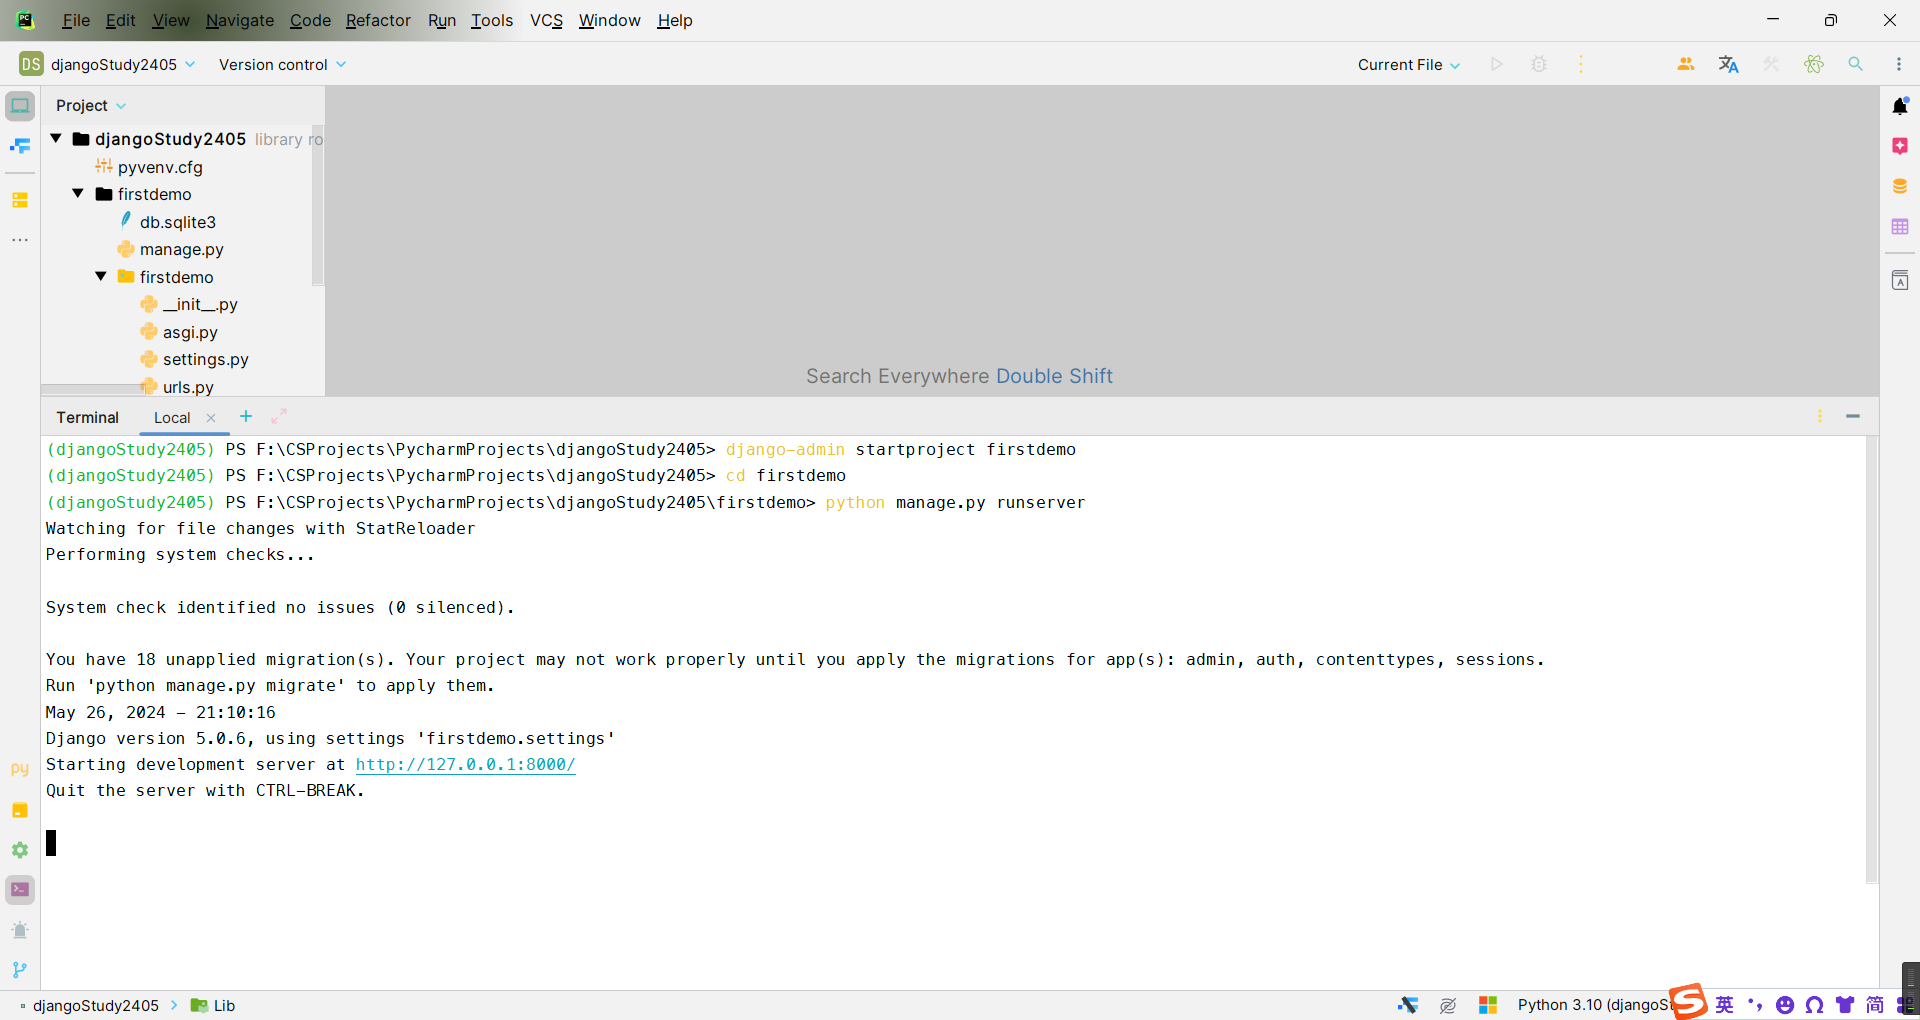 File Edit View Navigate Code Refactor Run Tools VCS Window Help
DS djangoStudy2405 Version control Current File
Project
djangoStudy2405 library ro
pyvenv.cfg
firstdemo
db.sqlite3
manage.py
firstdemo
__init__.py
asgi.py
settings.py
urls.py
Search Everywhere Double Shift
Terminal Local
(djangoStudy2405) PS F:\CSProjects\PycharmProjects\djangoStudy2405> django-admin startproject firstdemo
(djangoStudy2405) PS F:\CSProjects\PycharmProjects\djangoStudy2405> cd firstdemo
(djangoStudy2405) PS F:\CSProjects\PycharmProjects\djangoStudy2405\firstdemo> python manage.py runserver
Watching for file changes with StatReloader
Performing system checks...
System check identified no issues (0 silenced).
You have 18 unapplied migration(s). Your project may not work properly until you apply the migrations for app(s): admin, auth, contenttypes, sessions.
Run 'python manage.py migrate' to apply them.
May 26, 2024 - 21:10:16
Django version 5.0.6, using settings 'firstdemo.settings'
Starting development server at http://127.0.0.1:8000/
Quit the server with CTRL-BREAK.
djangoStudy2405 Lib Python 3.10 (djangoSt 英 简